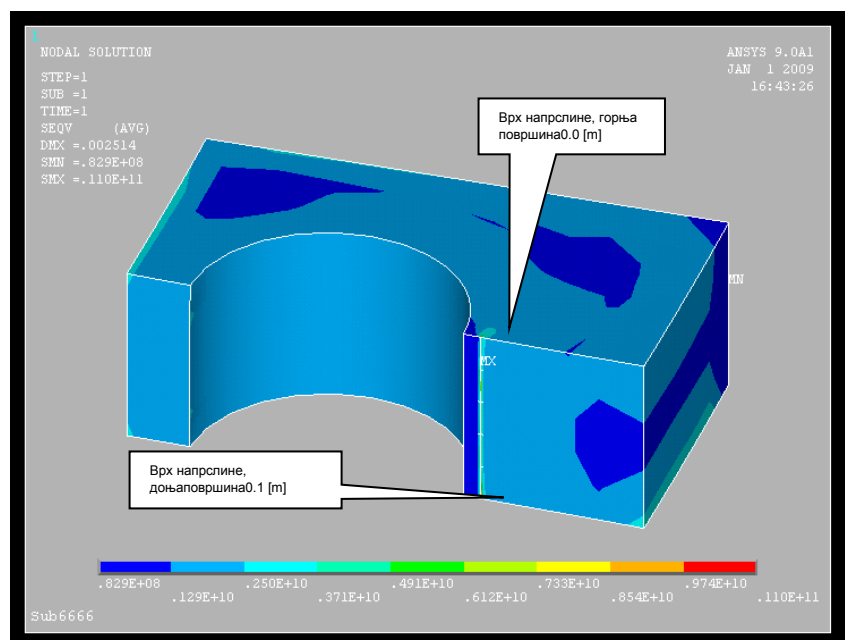 NODAL SOLUTION
STEP=1
SUB =1
TIME=1
SEQV (AVG)
DMX =.002514
SMN =.829E+08
SMX =.110E+11
ANSYS 9.0A1
JAN 1 2009
16:43:26
Врх напрслине, горња
површина0.0 [m]
MN
MX
Врх напрслине,
доњаповршина0.1 [m]
.829E+08 .250E+10 .491E+10 .733E+10 .974E+10
.129E+10 .371E+10 .612E+10 .854E+10 .110E+11
Sub6666